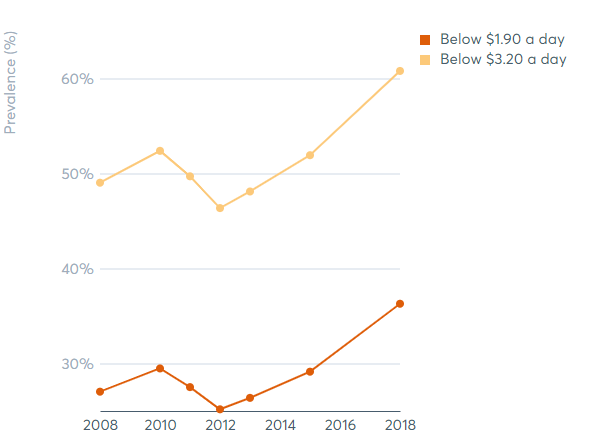 Prevalence (%)
Below $1.90 a day
Below $3.20 a day
60%
50%
40%
30%
2008 2010 2012 2014 2016 2018